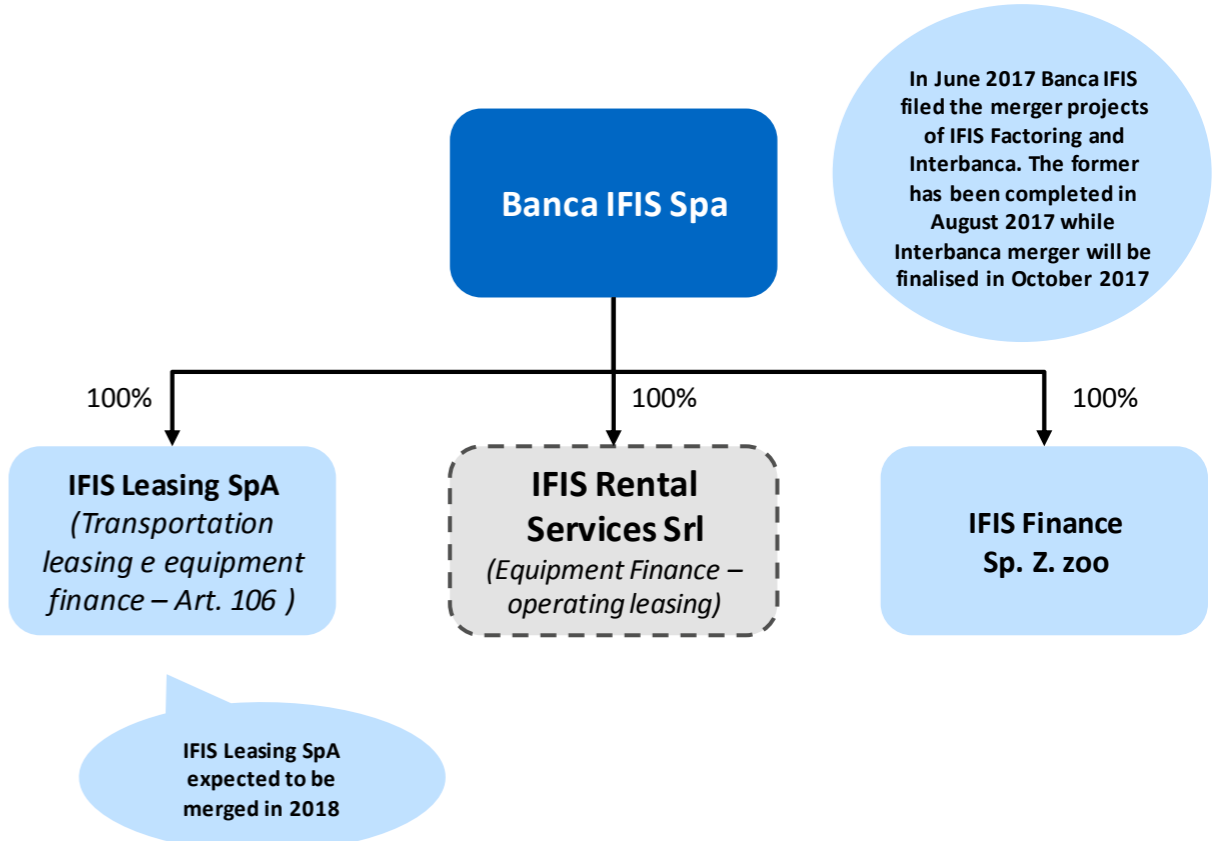 In June 2017 Banca IFIS
filed the merger projects
of IFIS Factoring and
Interbanca. The former
has been completed in
August 2017 while
Interbanca merger will be
finalised in October 2017
Banca IFIS Spa
100%
100%
100%
IFIS Leasing SpA
(Transportation
leasing e equipment
finance – Art. 106 )
IFIS Rental
Services Srl
(Equipment Finance –
operating leasing)
IFIS Finance
Sp. Z. zoo
IFIS Leasing SpA
expected to be
merged in 2018